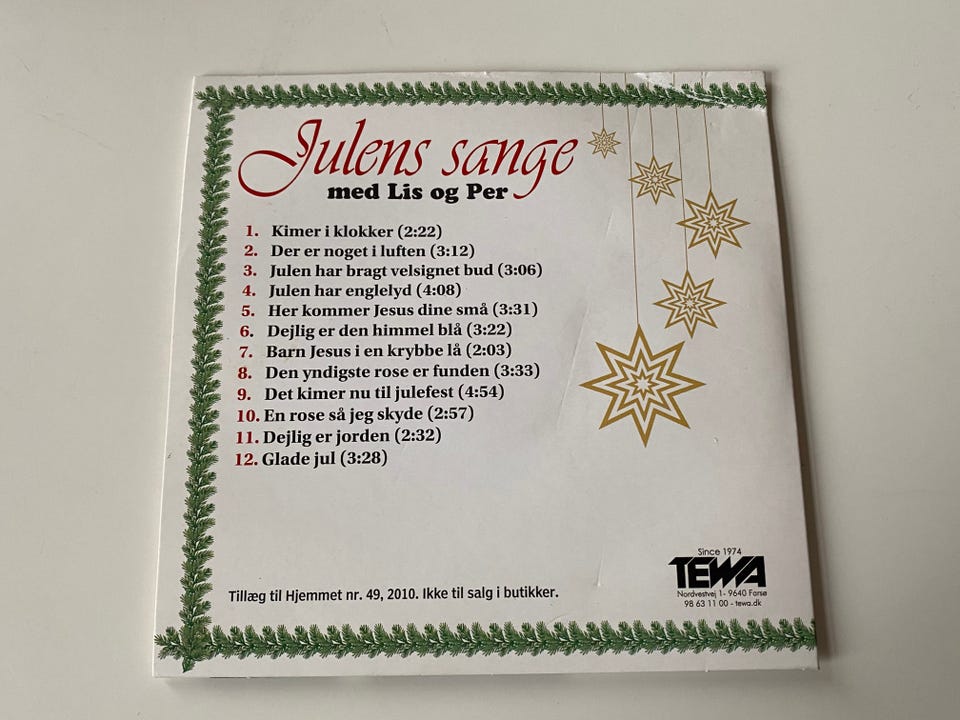 Julens sange
med Lis og Per
1. Kimer i klokker (2:22)
2. Der er noget i luften (3:12)
3. Julen har bragt velsignet bud (3:06)
4. Julen har englelyd (4:08)
5. Her kommer Jesus dine små (3:31)
6. Dejlig er den himmel blå (3:22)
7. Barn Jesus i en krybbe lå (2:03)
8. Den yndigste rose er funden (3:33)
9. Det kimer nu til julefest (4:54)
10. En rose så jeg skyde (2:57)
11. Dejlig er jorden (2:32)
12. Glade jul (3:28)
Tillæg til Hjemmet nr. 49, 2010. Ikke til salg i butikker.
Since 1974
TEWA
Nordvestvej 1 - 9640 Farsø
98 63 11 00 - tewa.dk